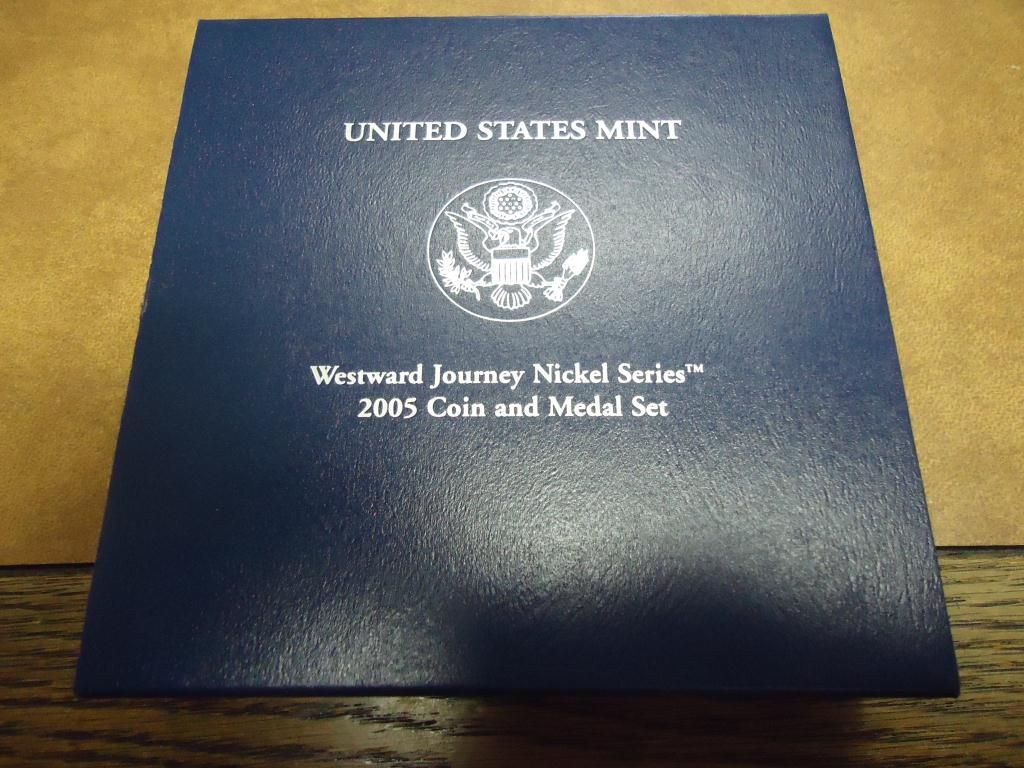 UNITED STATES MINT
Westward Journey Nickel Series™
2005 Coin and Medal Set